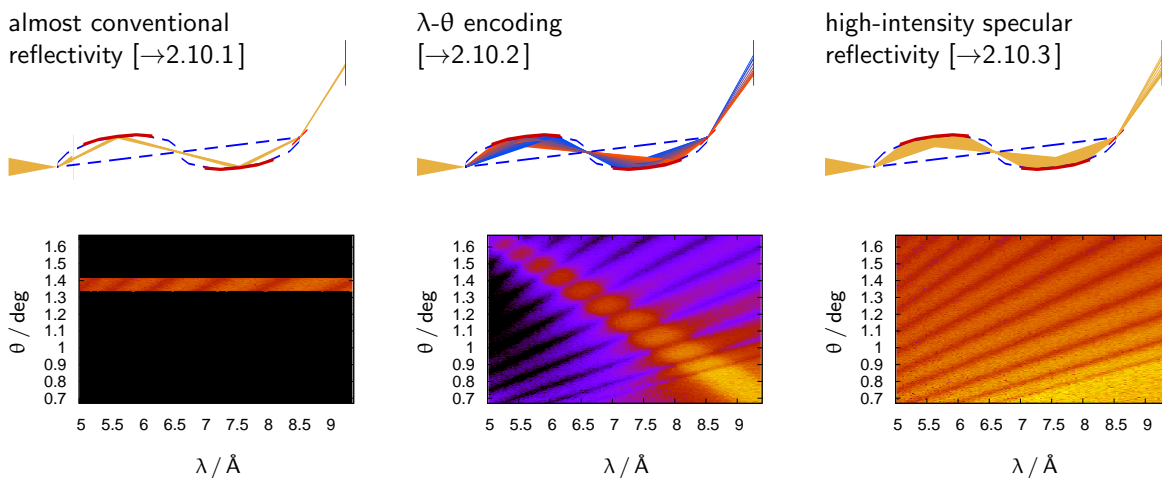 almost conventional
reflectivity [→2.10.1]
λ-θ encoding
[→2.10.2]
high-intensity specular
reflectivity [→2.10.3]
θ / deg
1.6
1.5
1.4
1.3
1.2
1.1
1
0.9
0.8
0.7
5 5.5 6 6.5 7 7.5 8 8.5 9
λ / Å
θ / deg
1.6
1.5
1.4
1.3
1.2
1.1
1
0.9
0.8
0.7
5 5.5 6 6.5 7 7.5 8 8.5 9
λ / Å
θ / deg
1.6
1.5
1.4
1.3
1.2
1.1
1
0.9
0.8
0.7
5 5.5 6 6.5 7 7.5 8 8.5 9
λ / Å